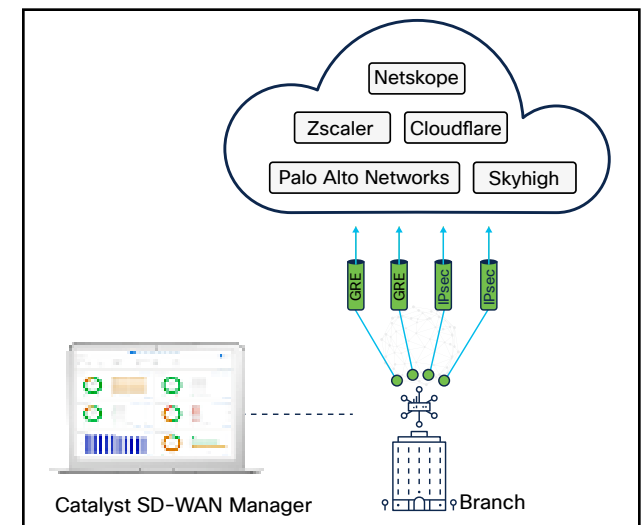 Netskope
Zscaler
Cloudflare
Palo Alto Networks
Skyhigh
GRE
GRE
IPsec
IPsec
Catalyst SD-WAN Manager
Branch